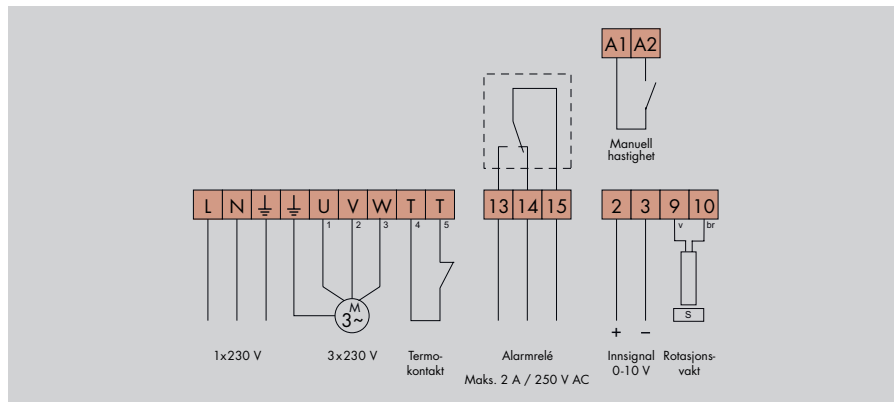 A1 A2
Manuell
hastighet
L N U V W T T
1 2 3 4 5
13 14 15
2 3 9 10
v br
M
3~
S
+ −
1x230 V
3x230 V
Termo-
kontakt
Alarmrelé
Maks. 2 A / 250 V AC
Innsignal
0-10 V
Rotasjons-
vakt